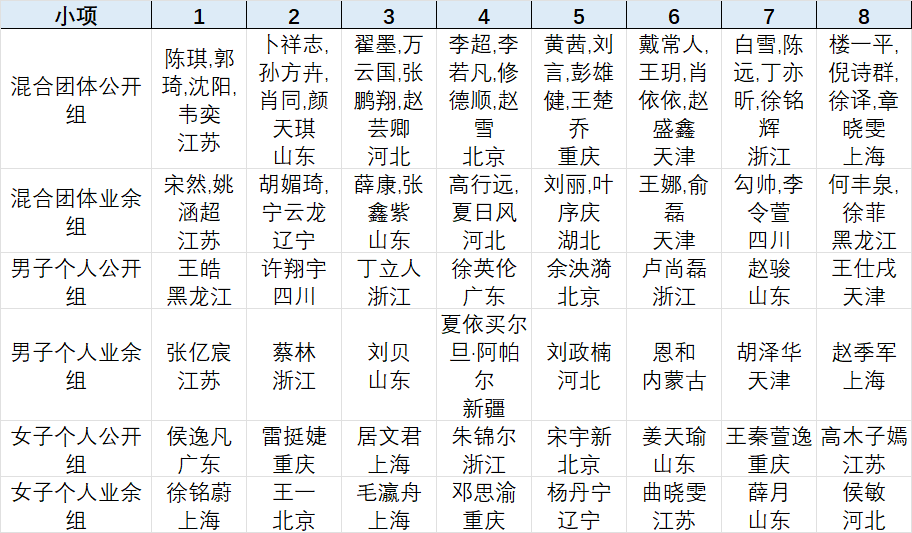 小项 1 2 3 4 5 6 7 8
混合团体公开
组
陈琪,郭
琦,沈阳,
韦奕
江苏
卜祥志,
孙方卉,
肖同,颜
天琪
山东
翟墨,万
云国,张
鹏翔,赵
芸卿
河北
李超,李
若凡,修
德顺,赵
雪
北京
黄茜,刘
言,彭雄
健,王楚
乔
重庆
戴常人,
王玥,肖
依依,赵
盛鑫
天津
白雪,陈
远,丁亦
昕,徐铭
辉
浙江
楼一平,
倪诗群,
徐译,章
晓雯
上海
混合团体业余
组
宋然,姚
涵超
江苏
胡媚琦,
宁云龙
辽宁
薛康,张
鑫紫
山东
高行远,
夏日风
河北
刘丽,叶
序庆
湖北
王娜,俞
磊
天津
勾帅,李
令萱
四川
何丰泉,
徐菲
黑龙江
男子个人公开
组
王皓
黑龙江
许翔宇
四川
丁立人
浙江
徐英伦
广东
余泱漪
北京
卢尚磊
浙江
赵骏
山东
王仕戌
天津
男子个人业余
组
张亿宸
江苏
蔡林
浙江
刘贝
山东
夏依买尔
旦·阿帕
尔
新疆
刘政楠
河北
恩和
内蒙古
胡泽华
天津
赵季军
上海
女子个人公开
组
侯逸凡
广东
雷挺婕
重庆
居文君
上海
朱锦尔
浙江
宋宇新
北京
姜天瑜
山东
王秦萱逸
重庆
高木子嫣
江苏
女子个人业余
组
徐铭蔚
上海
王一
北京
毛瀛舟
上海
邓思渝
重庆
杨丹宁
辽宁
曲晓雯
江苏
薛月
山东
侯敏
河北